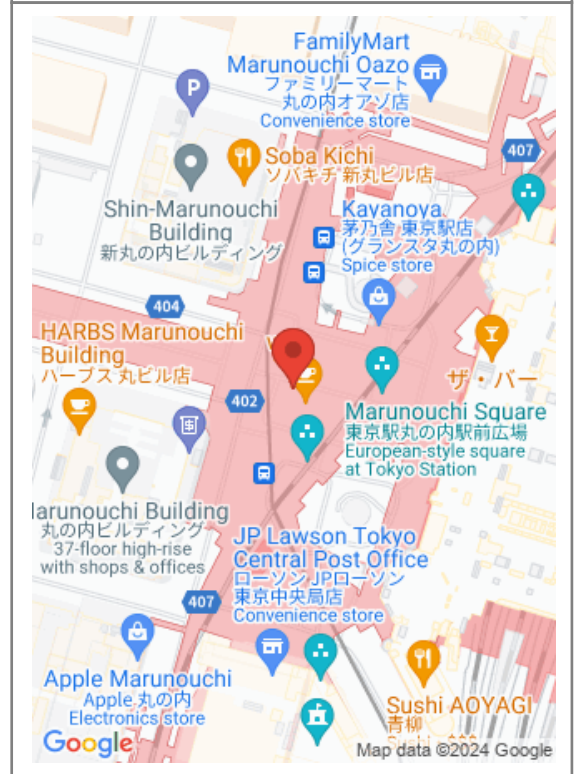 FamilyMart
Marunouchi Oazo
ファミリーマート
丸の内オアゾ店
Convenience store
P
407
Soba Kichi
ソバキチ 新丸ビル店
Shin-Marunouchi
Building
新丸の内ビルディング
Kayanoya
茅乃舎 東京駅店
(グランスタ丸の内)
Spice store
404
HARBS Marunouchi
Building
ハーブス 丸ビル店
ザ・バー
402
Marunouchi Square
東京駅丸の内駅前広場
European-style square
at Tokyo Station
arunouchi Building
丸の内ビルディング
37-floor high-rise
with shops & offices
JP Lawson Tokyo
Central Post Office
ローソン JPローソン
東京中央局店
Convenience store
407
Apple Marunouchi
Apple 丸の内
Electronics store
Sushi AOYAGI
青柳
Google
Map data ©2024 Google